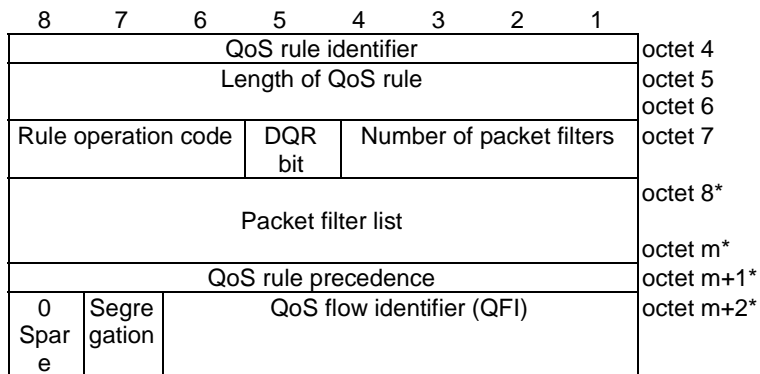 8 7 6 5 4 3 2 1
QoS rule identifier octet 4
Length of QoS rule octet 5
octet 6
Rule operation code DQR Number of packet filters octet 7
bit
octet 8*
Packet filter list
octet m*
QoS rule precedence octet m+1*
0 Segre QoS flow identifier (QFI) octet m+2*
Spar gation
e